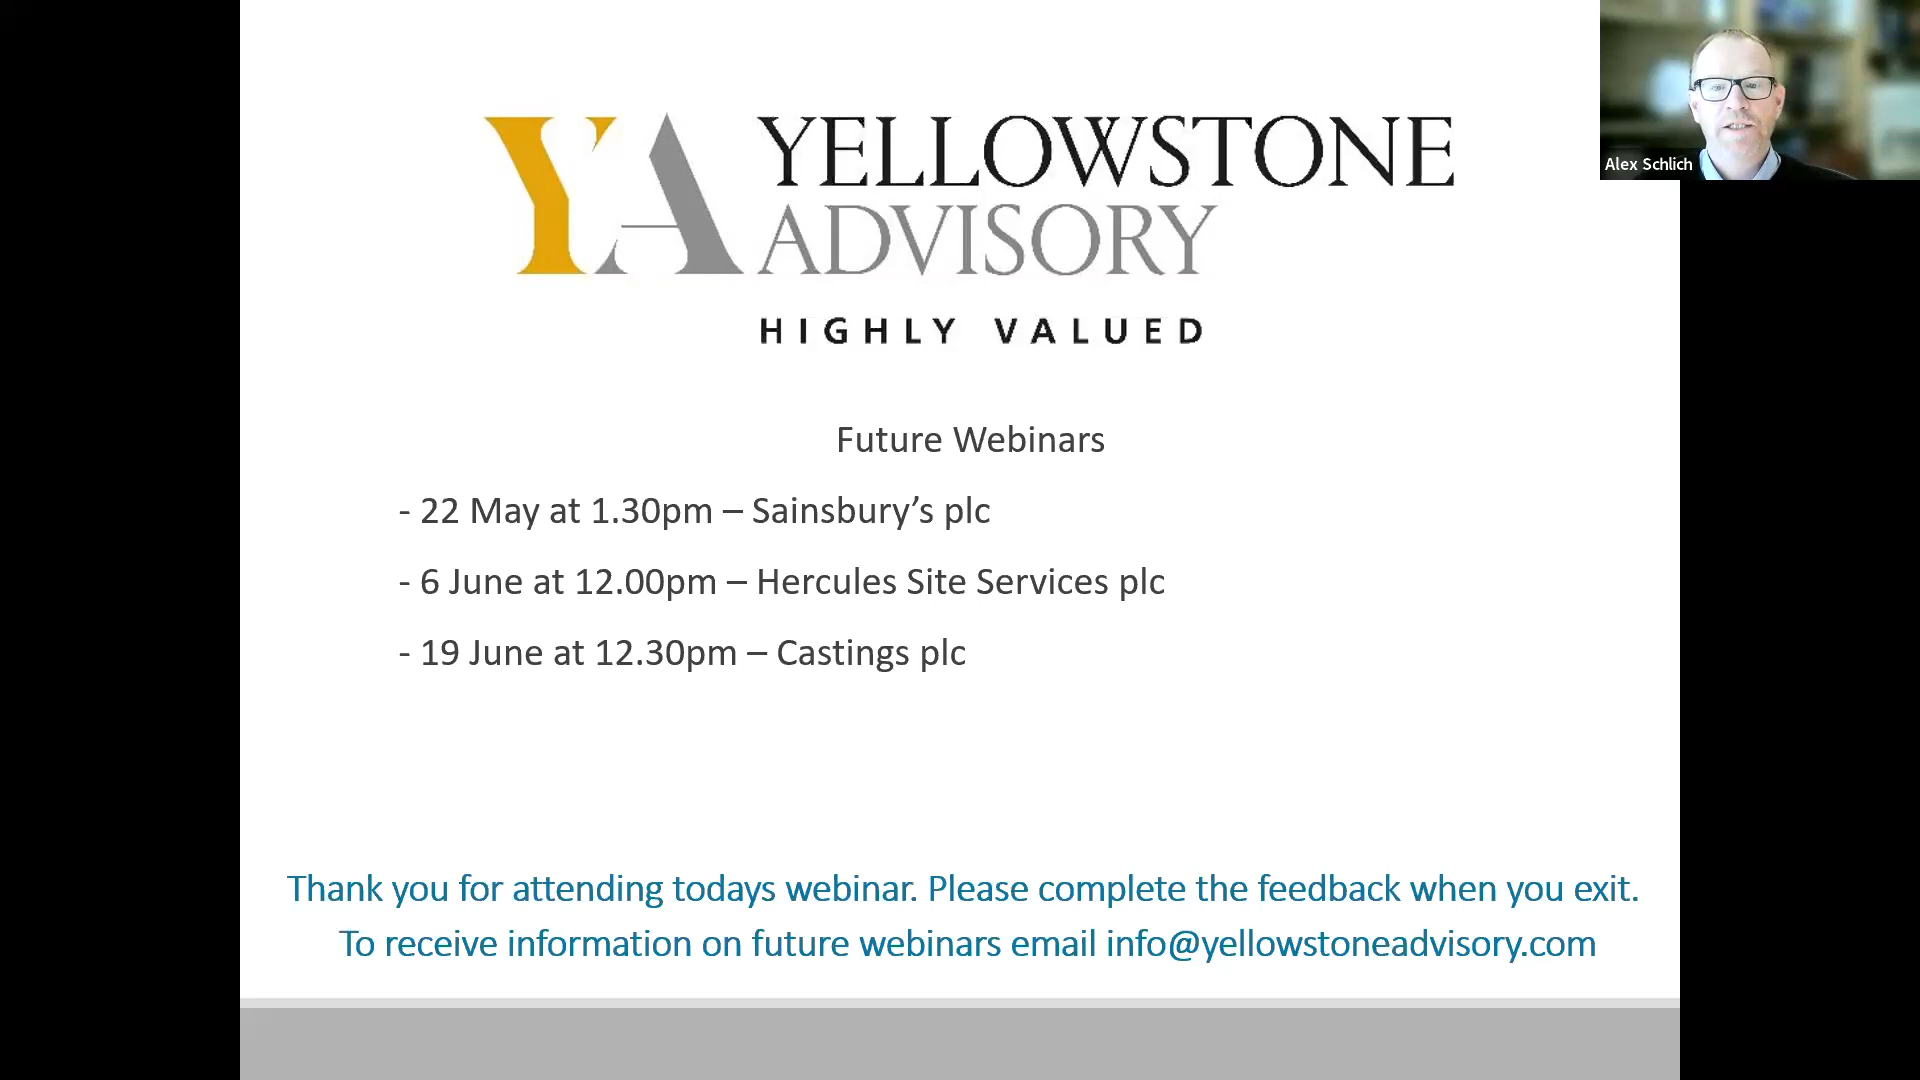 YA YELLOWSTONE
ADVISORY
HIGHLY VALUED
Alex Schlich
Future Webinars
- 22 May at 1.30pm – Sainsbury’s plc
- 6 June at 12.00pm – Hercules Site Services plc
- 19 June at 12.30pm – Castings plc
Thank you for attending todays webinar. Please complete the feedback when you exit.
To receive information on future webinars email info@yellowstoneadvisory.com